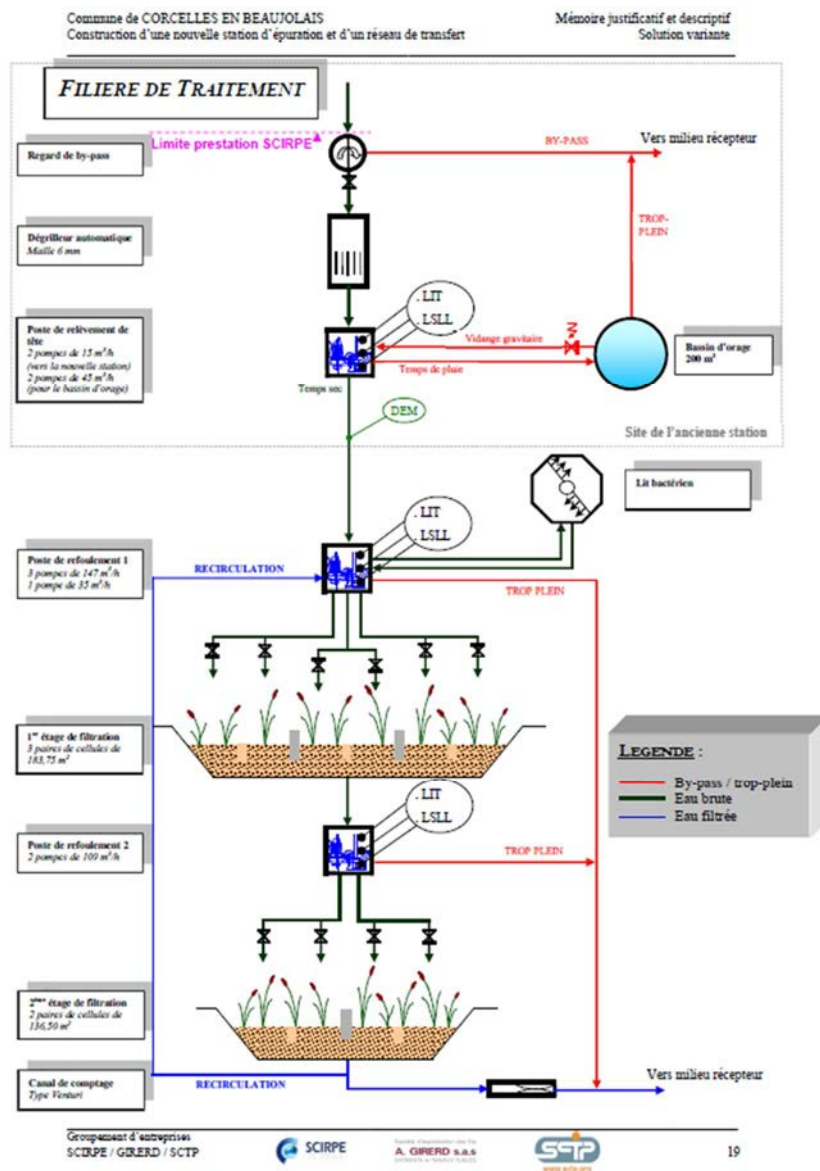 Commune de CORCELLES EN BEAUJOLAIS
Construction d'une nouvelle station d'épuration et d'un réseau de transfert
Mémoire justificatif et descriptif
Solution variante
FILIERE DE TRAITEMENT
Limite prestation SCIRPE
Regard de by-pass
BY-PASS
Vers milieu récepteur
TROP-
PLEIN
Dégrilleur automatique
Maille 6 mm
Poste de relèvement de
tête
2 pompes de 15 m³/h
(vers la nouvelle station)
2 pompes de 45 m³/h
(pour le bassin d'orage)
. LIT
. LSLL
Vidange gravitaire
Temps de pluie
Temps sec
Bassin d'orage
200 m³
DEM
Site de l'ancienne station
Lit bactérien
. LIT
. LSLL
Poste de refoulement 1
3 pompes de 147 m³/h
1 pompe de 35 m³/h
RECIRCULATION
TROP PLEIN
1er étage de filtration
3 paires de cellules de
183,75 m²
LEGENDE :
By-pass / trop-plein
Eau brute
Eau filtrée
. LIT
. LSLL
Poste de refoulement 2
2 pompes de 109 m³/h
TROP PLEIN
2ème étage de filtration
2 paires de cellules de
136,50 m²
Canal de comptage
Type Venturi
RECIRCULATION
Vers milieu récepteur
Groupement d'entreprises
SCIRPE / GIRERD / SCTP
SCIRPE
A. GIRERD s.a.s
SCTP
19